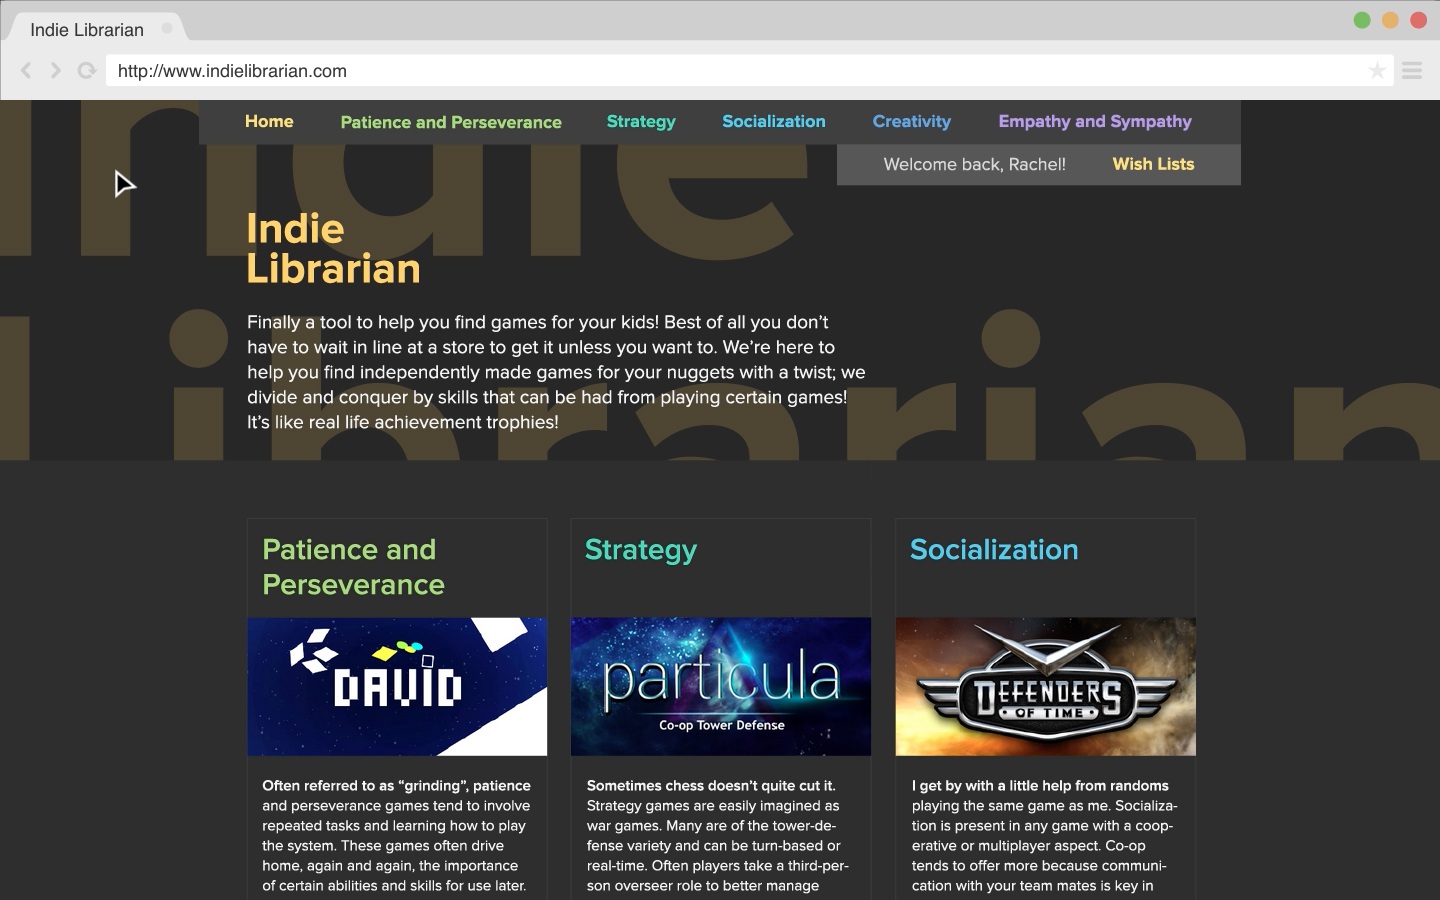 Indie Librarian
http://www.indielibrarian.com
Home Patience and Perseverance Strategy Socialization Creativity Empathy and Sympathy
Welcome back, Rachel! Wish Lists
Indie
Librarian
Indie
Librarian
Finally a tool to help you find games for your kids! Best of all you don’t
have to wait in line at a store to get it unless you want to. We’re here to
help you find independently made games for your nuggets with a twist; we
divide and conquer by skills that can be had from playing certain games!
It’s like real life achievement trophies!
Patience and
Perseverance
DAVID
Often referred to as “grinding”, patience
and perseverance games tend to involve
repeated tasks and learning how to play
the system. These games often drive
home, again and again, the importance
of certain abilities and skills for use later.
Strategy
particula
Co-op Tower Defense
Sometimes chess doesn’t quite cut it.
Strategy games are easily imagined as
war games. Many are of the tower-de-
fense variety and can be turn-based or
real-time. Often players take a third-per-
son overseer role to better manage
Socialization
DEFENDERS
OF TIME
I get by with a little help from randoms
playing the same game as me. Socializa-
tion is present in any game with a coop-
erative or multiplayer aspect. Co-op
tends to offer more because communi-
cation with your team mates is key in